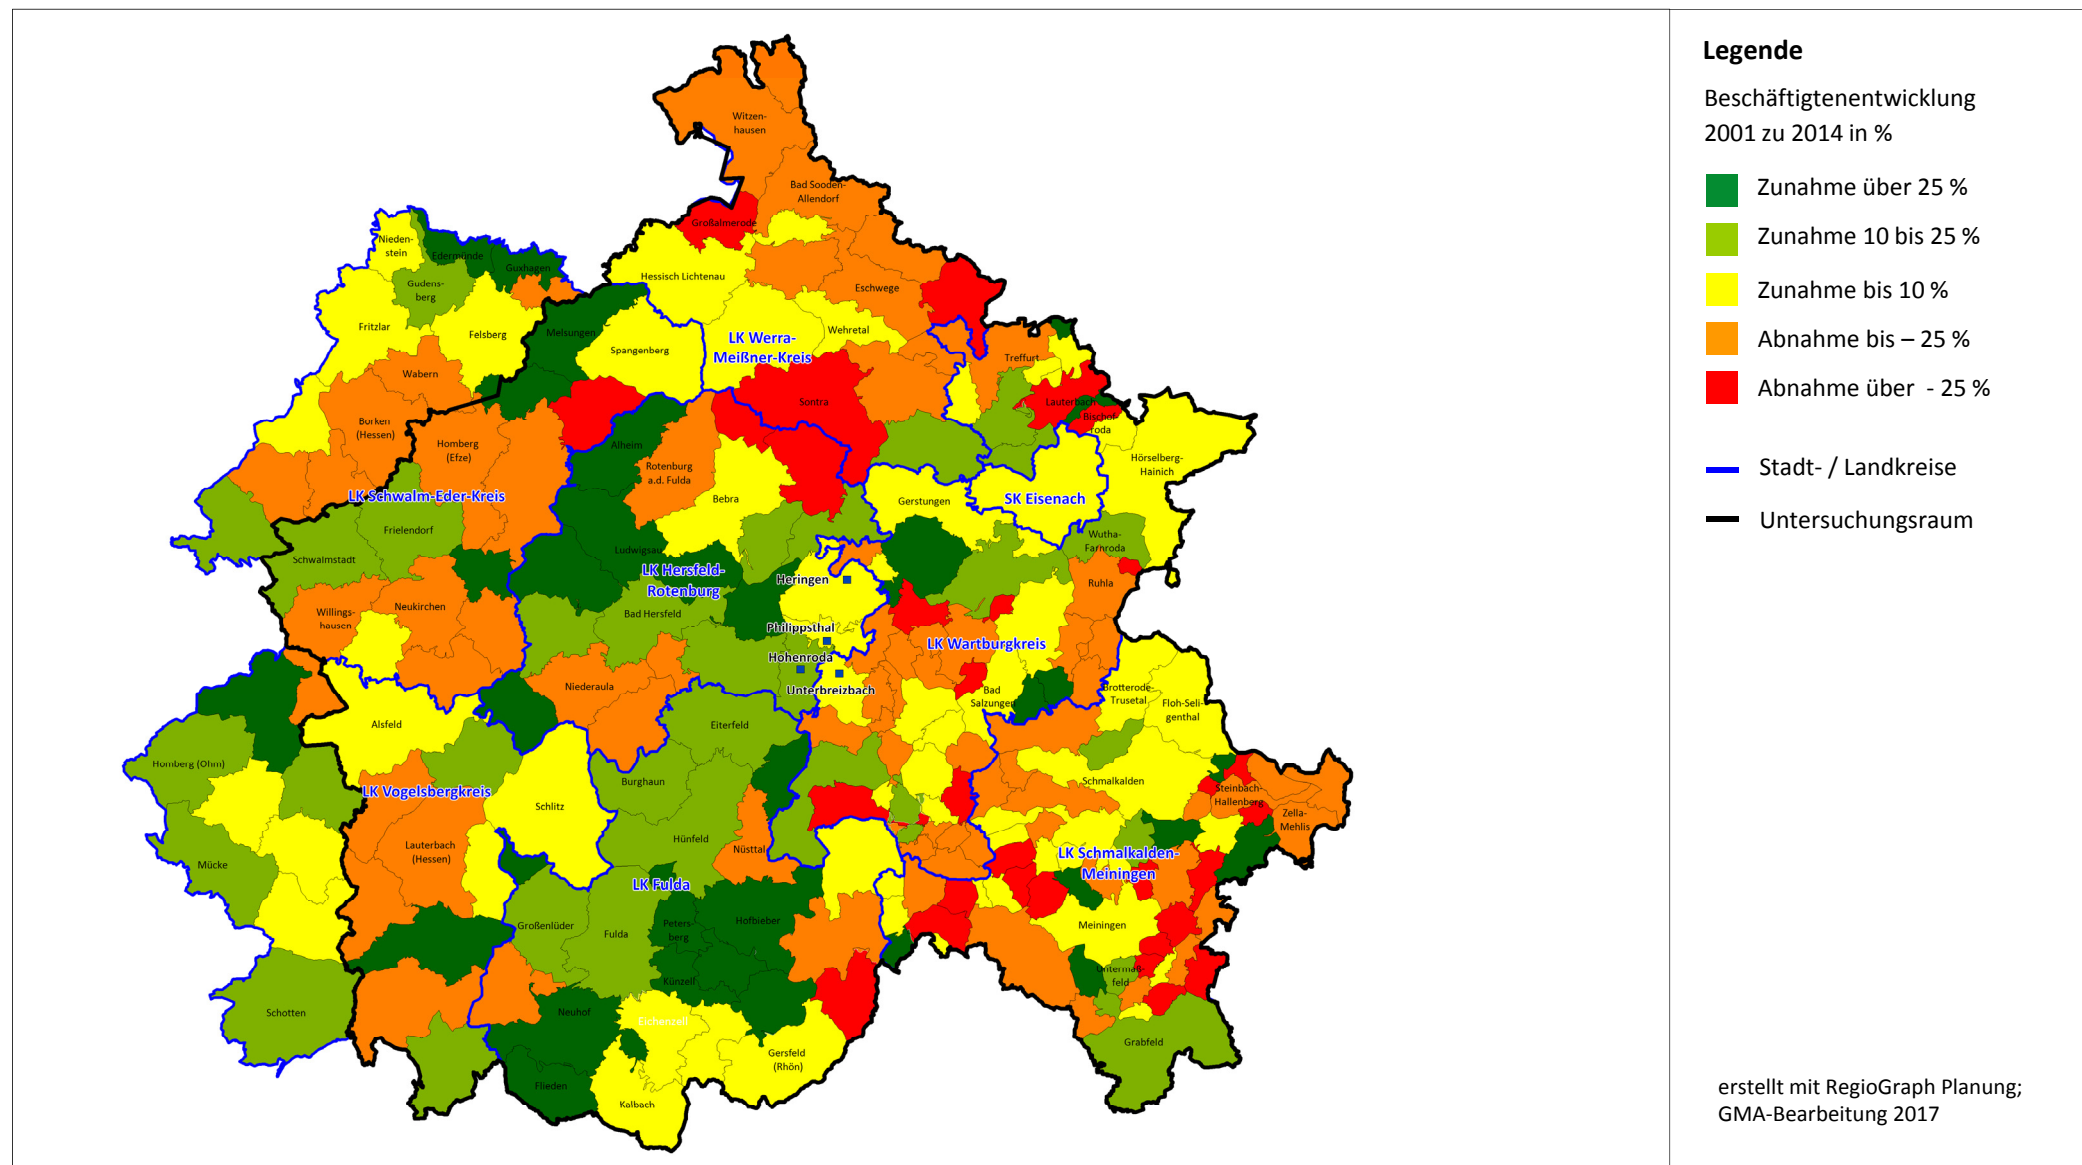 Witzen-
hausen
Bad Sooden-
Allendorf
Großalmerode
Nieden-
stein
Edermünde
Guxhagen
Gudens-
berg
Hessisch Lichtenau
Eschwege
Fritzlar
Felsberg
Melsungen
Spangenberg
LK Werra-
Meißner-Kreis
Wehretal
Treffurt
Wabern
Sontra
Lauterbach
Bischof-
roda
Borken
(Hessen)
Homberg
(Efze)
Alheim
Rotenburg
a.d. Fulda
Bebra
Hörselberg-
Hainich
LK Schwalm-Eder-Kreis
Gerstungen
SK Eisenach
Frielendorf
Schwalmstadt
Ludwigsau
LK Hersfeld-
Rotenburg
Heringen
Wutha-
Farnroda
Ruhla
Willings-
hausen
Neukirchen
Bad Hersfeld
Philippsthal
LK Wartburgkreis
Hohenroda
Unterbreizbach
Niederaula
Bad
Salzungen
Brotterode-
Trusetal
Floh-Seli-
genthal
Alsfeld
Eiterfeld
Homberg (Ohm)
LK Vogelsbergkreis
Burghaun
Schlitz
Schmalkalden
Steinbach-
Hallenberg
Zella-
Mehlis
Mücke
Lauterbach
(Hessen)
Hünfeld
Nüsttal
LK Schmalkalden-
Meiningen
LK Fulda
Großenlüder
Fulda
Peters-
berg
Hofbieber
Meiningen
Künzell
Untermaß-
feld
Schotten
Neuhof
Eichenzell
Gersfeld
(Rhön)
Grabfeld
Flieden
Kalbach
Legende
Beschäftigtenentwicklung
2001 zu 2014 in %
Zunahme über 25 %
Zunahme 10 bis 25 %
Zunahme bis 10 %
Abnahme bis – 25 %
Abnahme über - 25 %
Stadt- / Landkreise
Untersuchungsraum
erstellt mit RegioGraph Planung;
GMA-Bearbeitung 2017